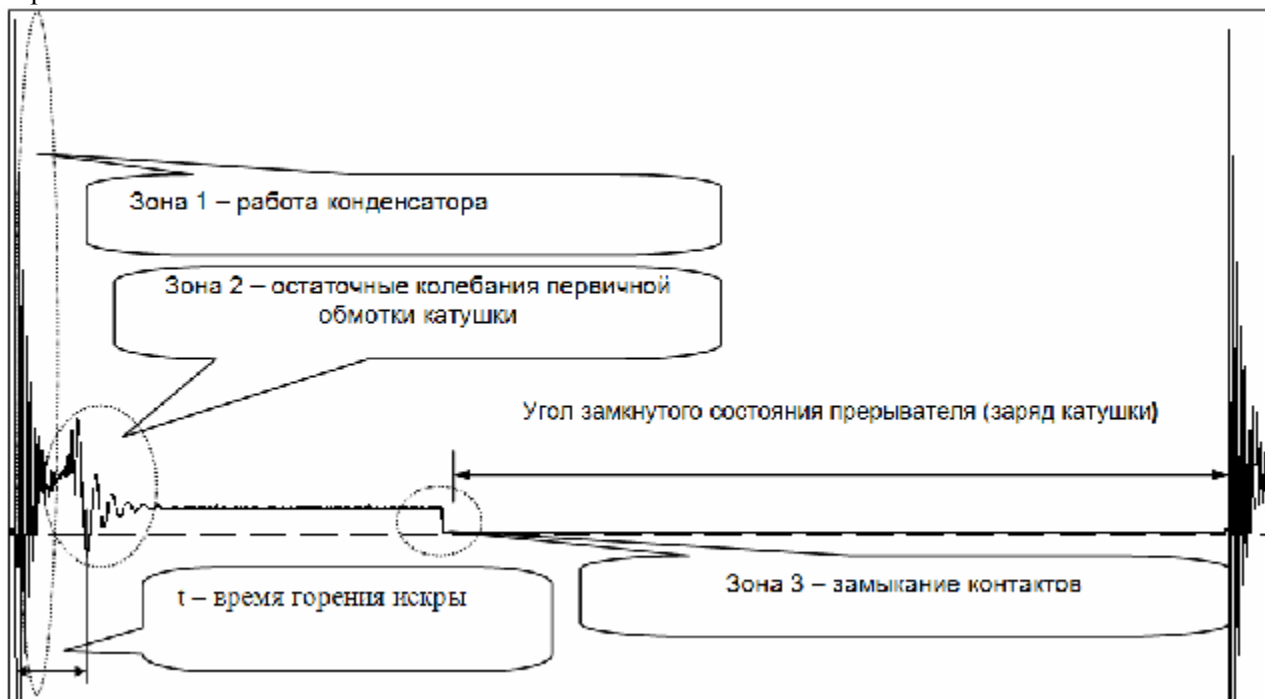 Зона 1 – работа конденсатора
Зона 2 – остаточные колебания первичной
обмотки катушки
Угол замкнутого состояния прерывателя (заряд катушки)
Зона 3 – замыкание контактов
t – время горения искры